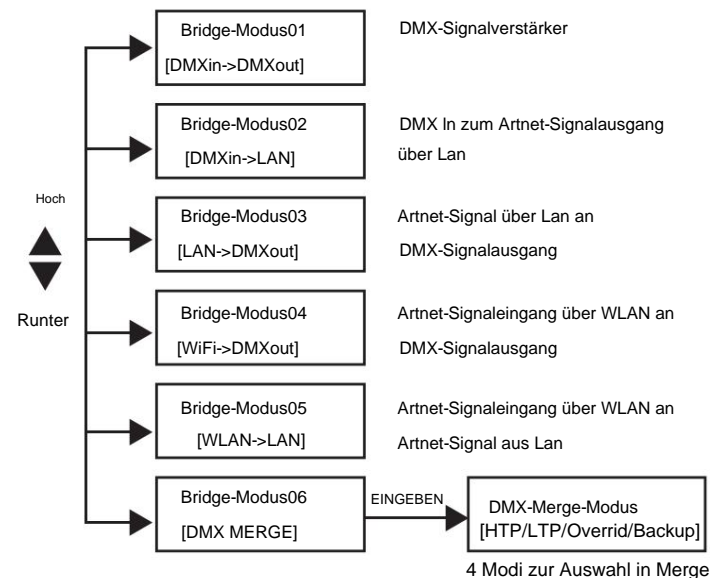 Bridge-Modus01
[DMXin->DMXout]
DMX-Signalverstärker
Bridge-Modus02
[DMXin->LAN]
DMX ln zum Artnet-Signalausgang
über Lan
Hoch
Runter
Bridge-Modus03
[LAN->DMXout]
Artnet-Signal über Lan an
DMX-Signalausgang
Bridge-Modus04
[WiFi->DMXout]
Artnet-Signaleingang über WLAN an
DMX-Signalausgang
Bridge-Modus05
[WLAN->LAN]
Artnet-Signaleingang über WLAN an
Artnet-Signal aus Lan
Bridge-Modus06
[DMX MERGE]
EINGEBEN
DMX-Merge-Modus
[HTP/LTP/Overrid/Backup]
4 Modi zur Auswahl in Merge